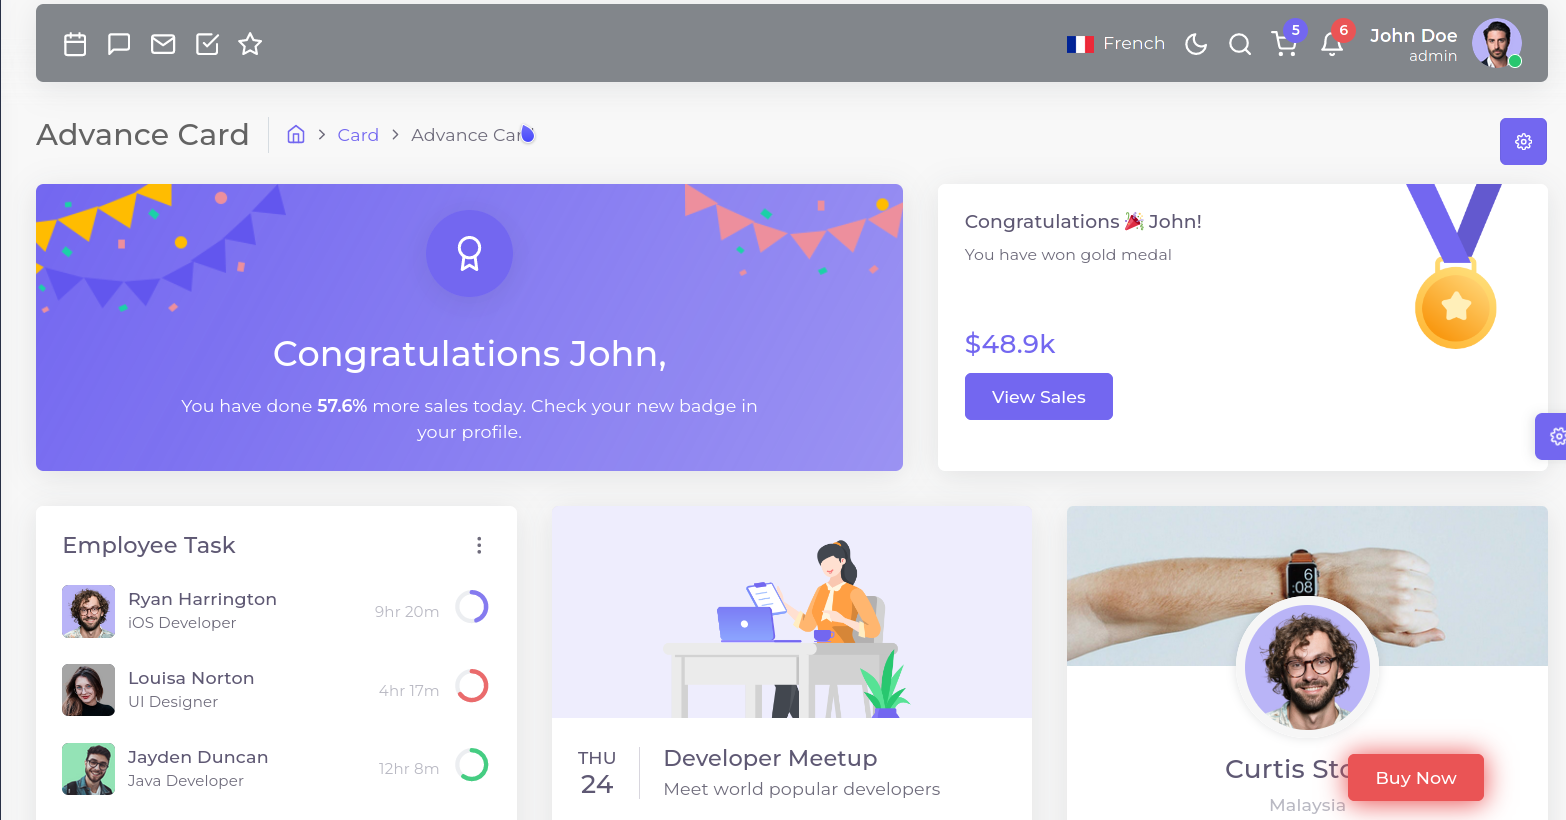 French
5
6
John Doe
admin
Advance Card
Card
Advance Card
Congratulations John,
You have done 57.6% more sales today. Check your new badge in
your profile.
Congratulations 🎉 John!
You have won gold medal
$48.9k
View Sales
Employee Task
Ryan Harrington
iOS Developer
9hr 20m
Louisa Norton
UI Designer
4hr 17m
Jayden Duncan
Java Developer
12hr 8m
THU
24
Developer Meetup
Meet world popular developers
6
:08
Curtis
Malaysia
Buy Now